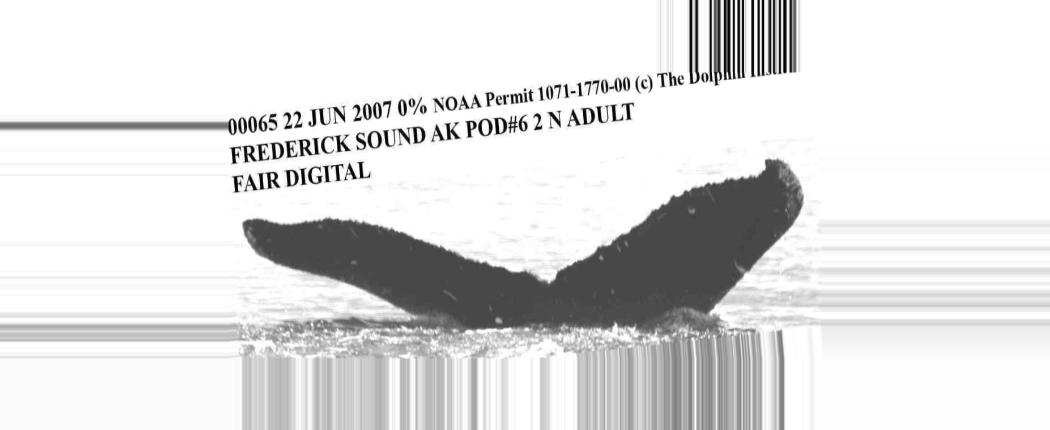 00065 22 JUN 2007 0% NOAA Permit 1071-1770-00 (c) The Dolphin
FREDERICK SOUND AK POD#6 2 N ADULT
FAIR DIGITAL